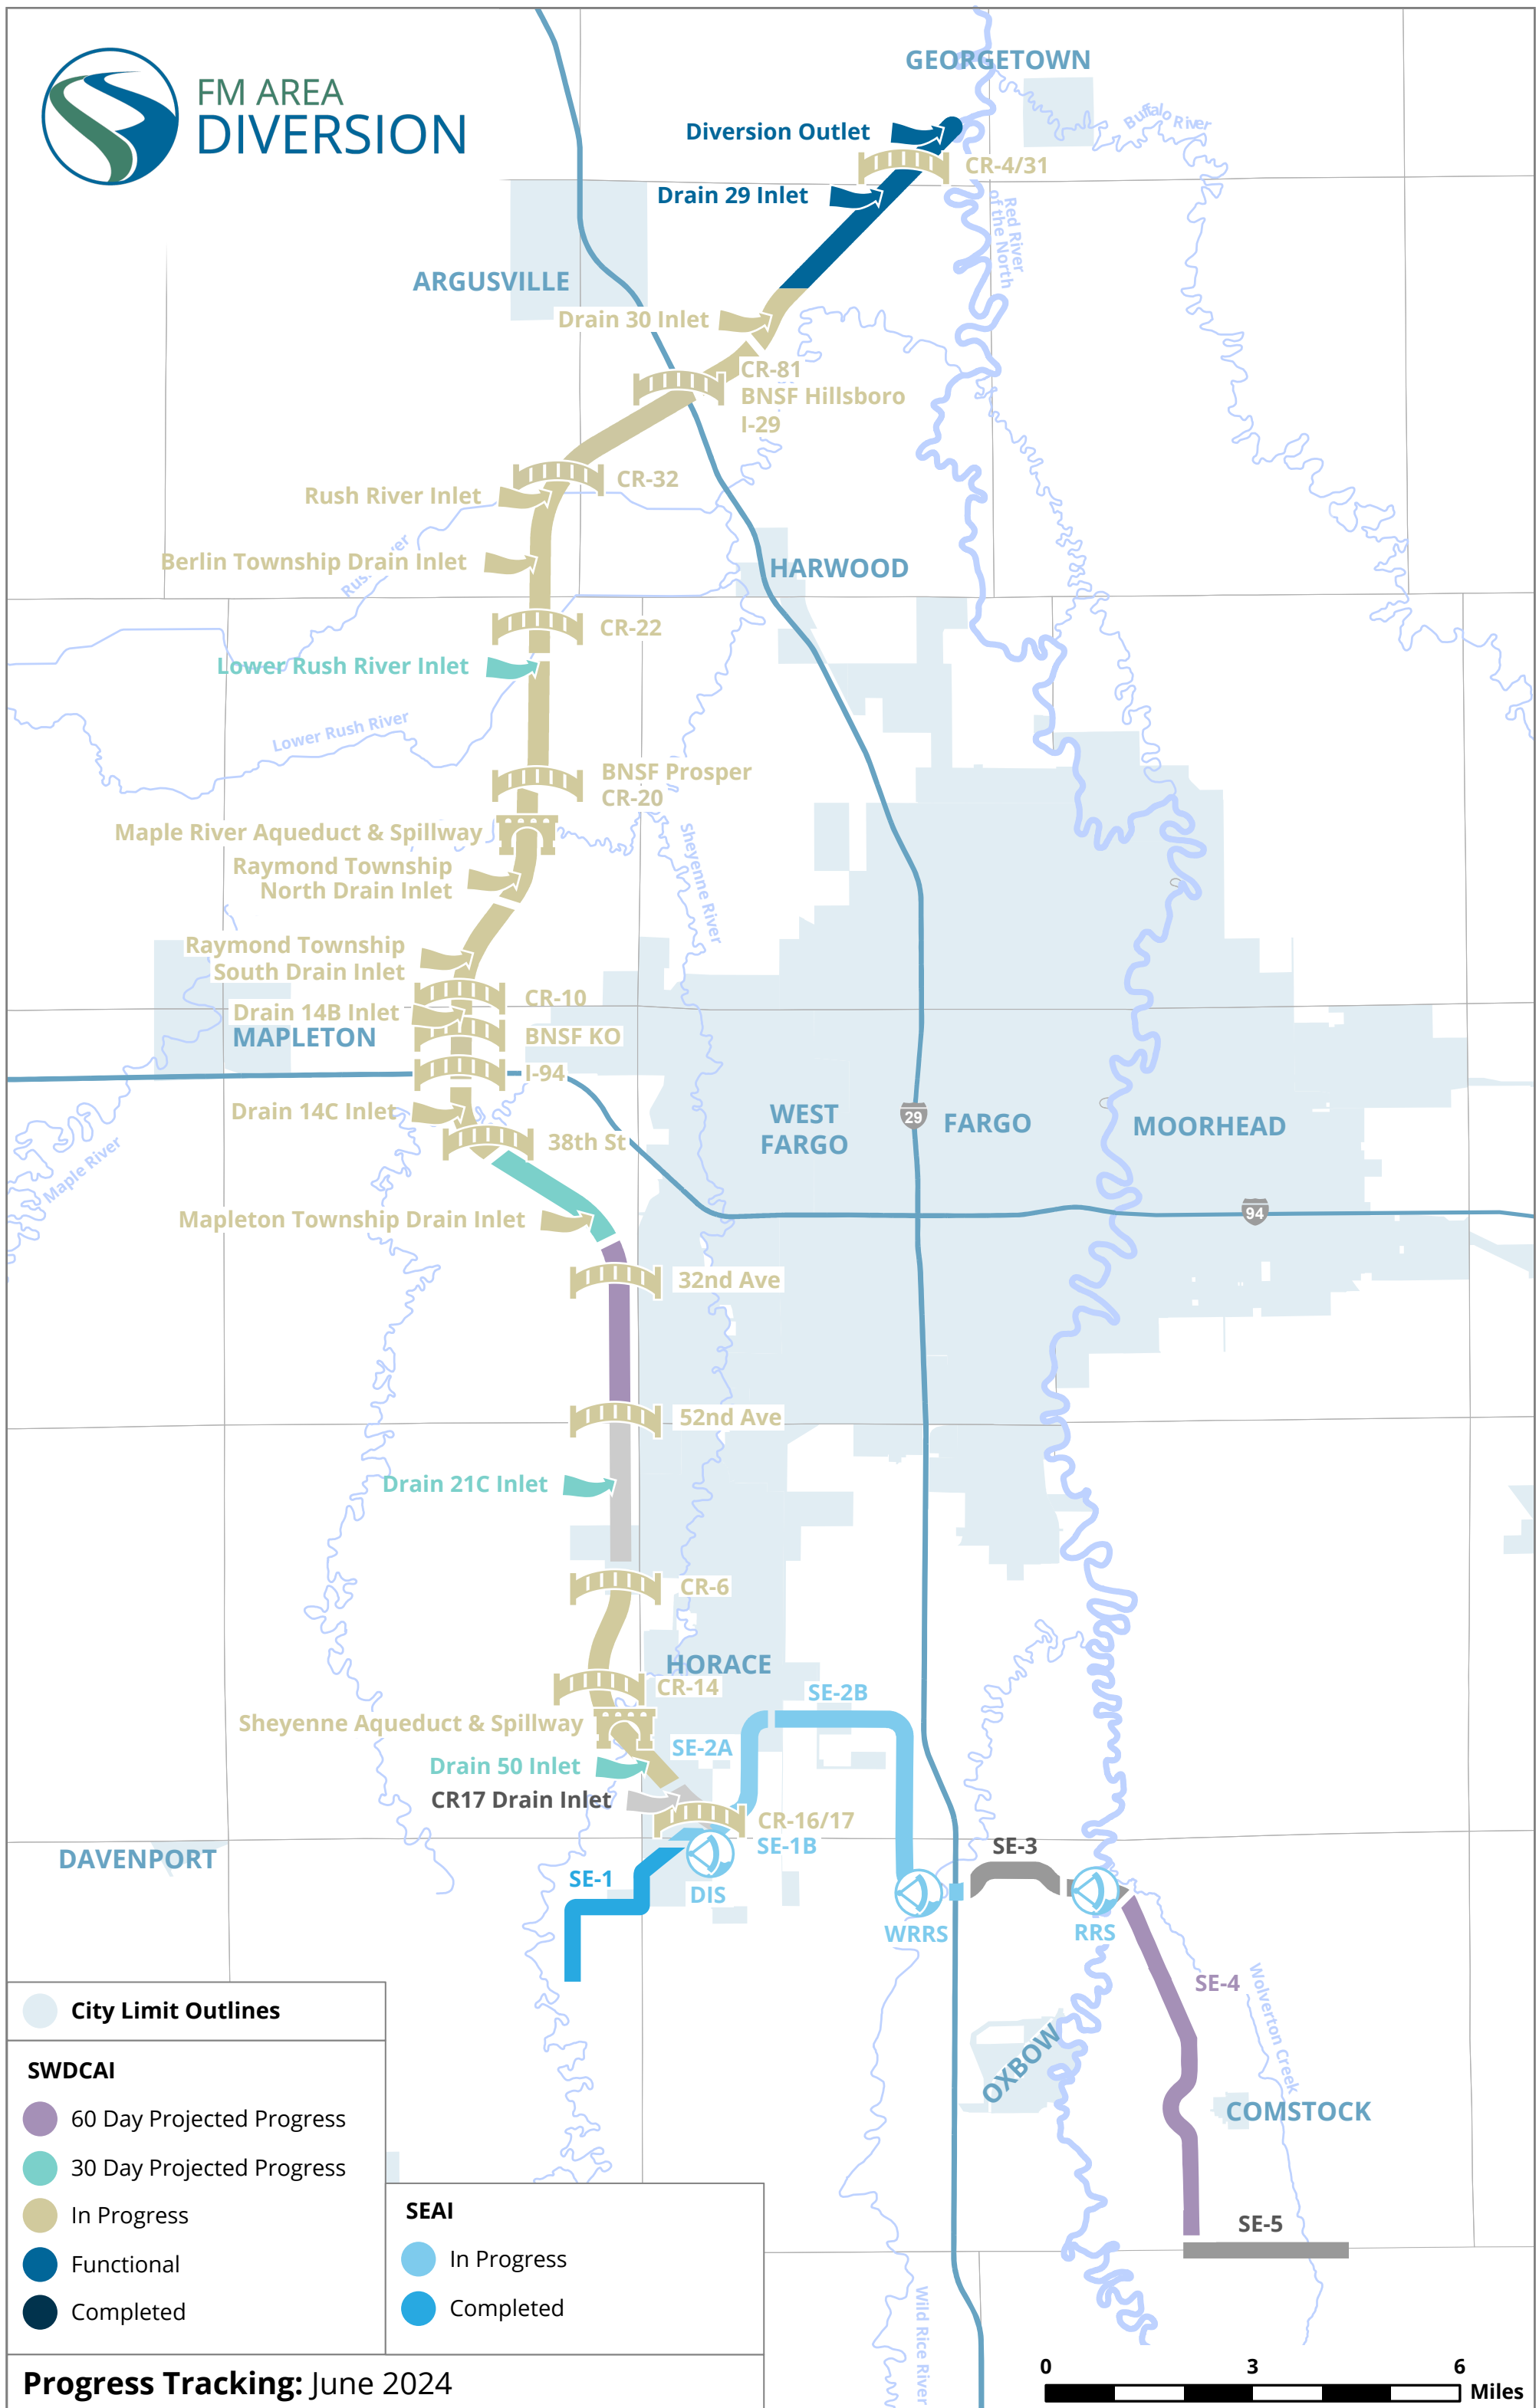 FM AREA
DIVERSION
GEORGETOWN
Buffalo River
Diversion Outlet
CR-4/31
Drain 29 Inlet
Red River
of the North
ARGUSVILLE
Drain 30 Inlet
CR-81
BNSF Hillsboro
I-29
CR-32
Rush River Inlet
Berlin Township Drain Inlet
HARWOOD
CR-22
Lower Rush River Inlet
Lower Rush River
BNSF Prosper
CR-20
Maple River Aqueduct & Spillway
Sheyenne River
Raymond Township
North Drain Inlet
Raymond Township
South Drain Inlet
CR-10
Drain 14B Inlet
MAPLETON
BNSF KO
I-94
Drain 14C Inlet
WEST
FARGO
29
FARGO
MOORHEAD
38th St
Maple River
Mapleton Township Drain Inlet
94
32nd Ave
52nd Ave
Drain 21C Inlet
CR-6
HORACE
CR-14
SE-2B
Sheyenne Aqueduct & Spillway
SE-2A
Drain 50 Inlet
CR17 Drain Inlet
CR-16/17
SE-1B
SE-3
DAVENPORT
SE-1
DIS
WRRS
RRS
SE-4
Wolverton Creek
OXBOW
COMSTOCK
SE-5
Wild Rice River
City Limit Outlines
SWDCAI
60 Day Projected Progress
30 Day Projected Progress
In Progress
Functional
Completed
SEAI
In Progress
Completed
Progress Tracking: June 2024
0 3 6
Miles